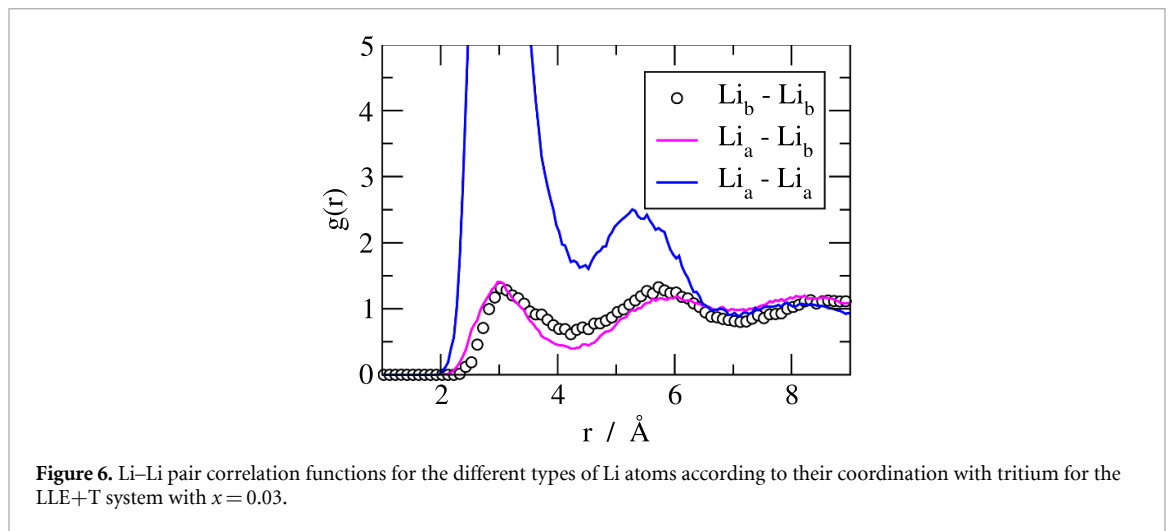 5
4
3
2
1
0
g(r)
Li_b - Li_b
Li_a - Li_b
Li_a - Li_a
2 4 6 8
r / Å
Figure 6. Li–Li pair correlation functions for the different types of Li atoms according to their coordination with tritium for the
LLE+T system with x = 0.03.